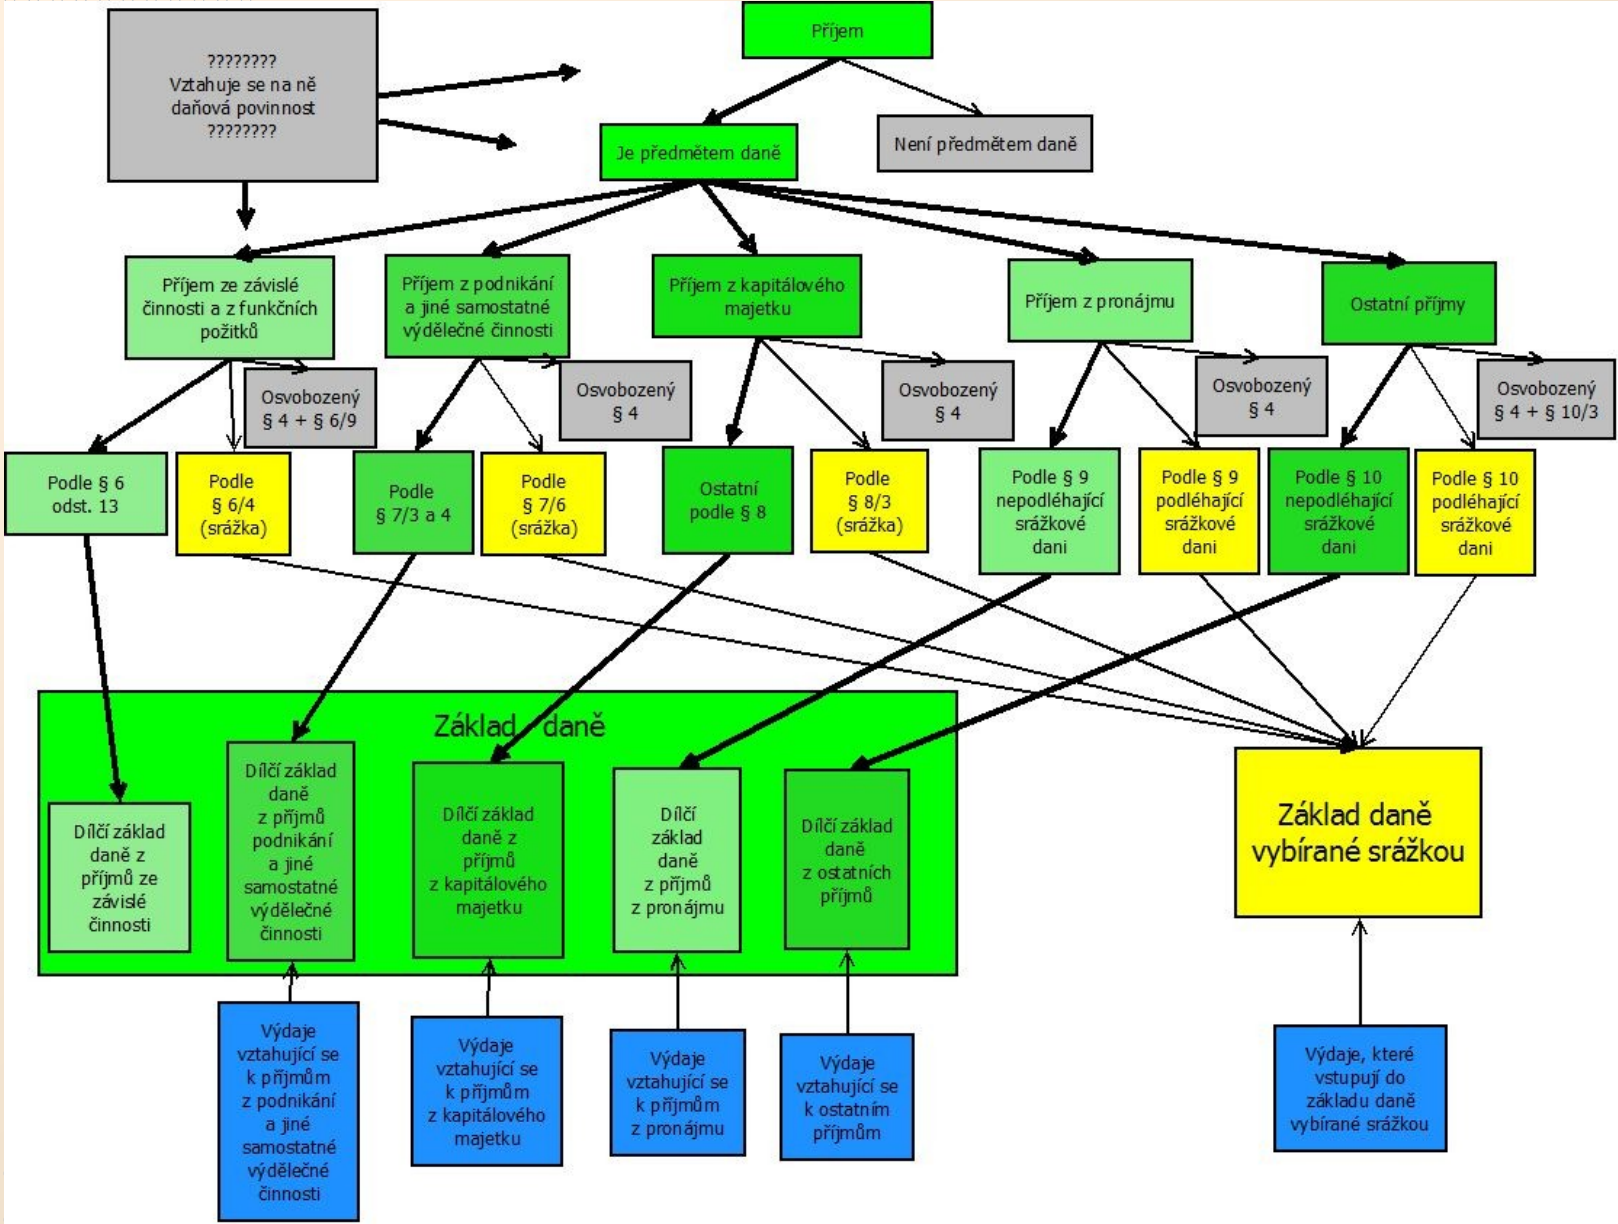 ????????
Vztahuje se na ně
daňová povinnost
????????
Příjem
Je předmětem daně
Není předmětem daně
Příjem ze závislé
činnosti a z funkčních
požitků
Příjem z podnikání
a jiné samostatné
výdělečné činnosti
Příjem z kapitálového
majetku
Příjem z pronájmu
Ostatní příjmy
Osvobozený
§ 4 + § 6/9
Osvobozený
§ 4
Osvobozený
§ 4
Osvobozený
§ 4
Osvobozený
§ 4 + § 10/3
Podle § 6
odst. 13
Podle
§ 6/4
(srážka)
Podle
§ 7/3 a 4
Podle
§ 7/6
(srážka)
Ostatní
podle § 8
Podle
§ 8/3
(srážka)
Podle § 9
nepodléhající
srážkové
dani
Podle § 9
podléhající
srážkové
dani
Podle § 10
nepodléhající
srážkové
dani
Podle § 10
podléhající
srážkové
dani
Základ daně
Dílčí základ
daně z
příjmů ze
závislé
činnosti
Dílčí základ
daně
z příjmů
podnikání
a jiné
samostatné
výdělečné
činnosti
Dílčí základ
daně z
příjmů
z kapitálového
majetku
Dílčí
základ
daně
z příjmů
z pronájmu
Dílčí základ
daně
z ostatních
příjmů
Základ daně
vybírané srážkou
Výdaje
vztahující se
k příjmům
z podnikání
a jiné
samostatné
výdělečné
činnosti
Výdaje
vztahující se
k příjmům
z kapitálového
majetku
Výdaje
vztahující se
k příjmům
z pronájmu
Výdaje
vztahující se
k ostatním
příjmům
Výdaje, které
vstupují do
základu daně
vybírané srážkou